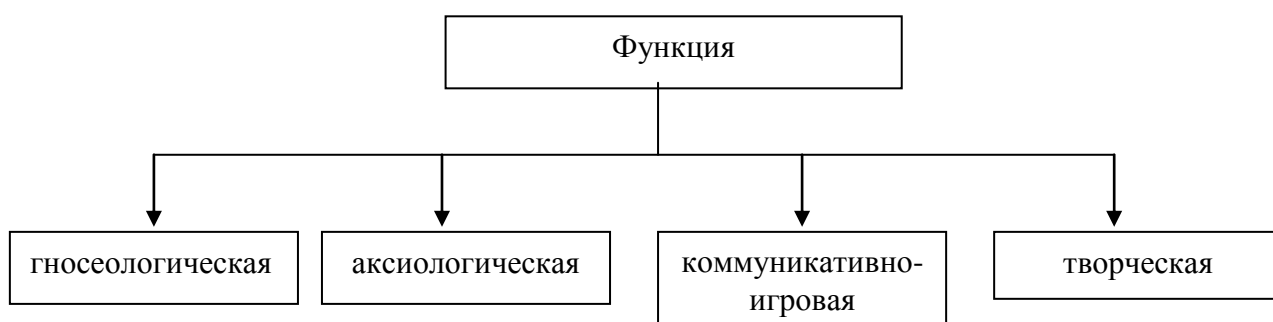 Функция
гносеологическая
аксиологическая
коммуникативно-
игровая
творческая